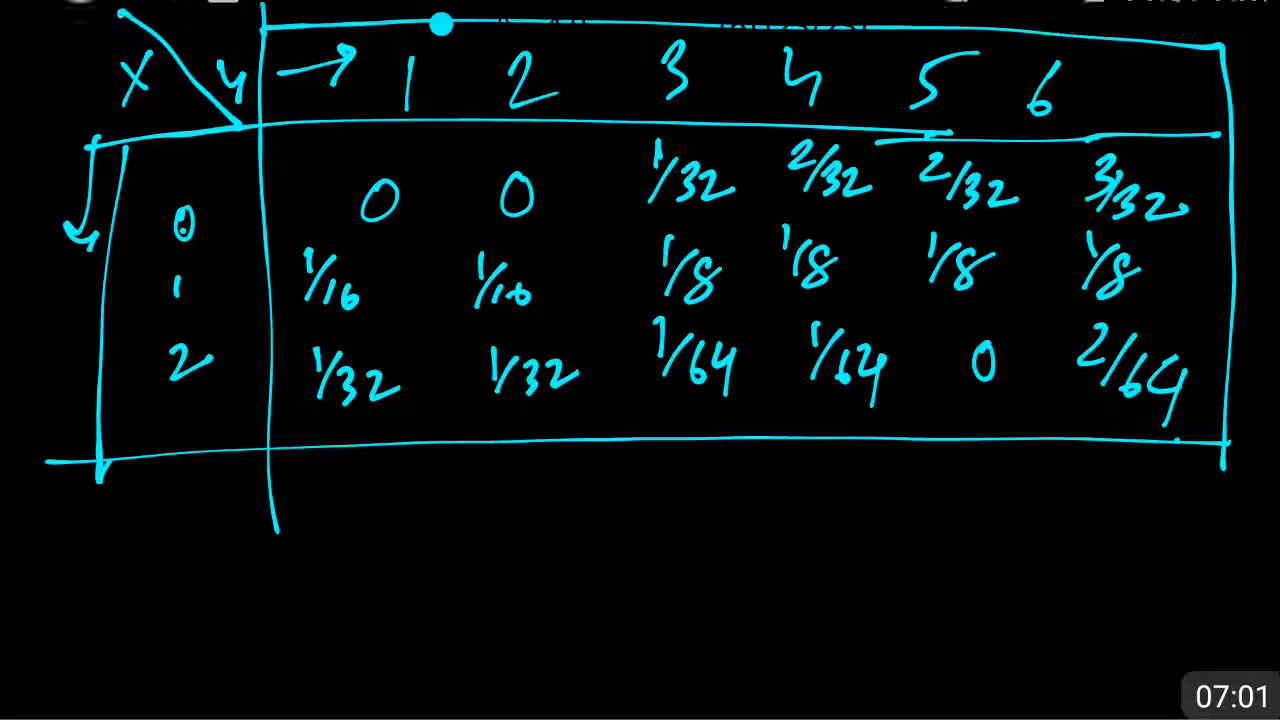 X Y → 1 2 3 4 5 6
0 0 0 1/32 2/32 2/32 3/32
1 1/16 1/16 1/8 1/8 1/8 1/8
2 1/32 1/32 1/64 1/64 0 2/64
07:01